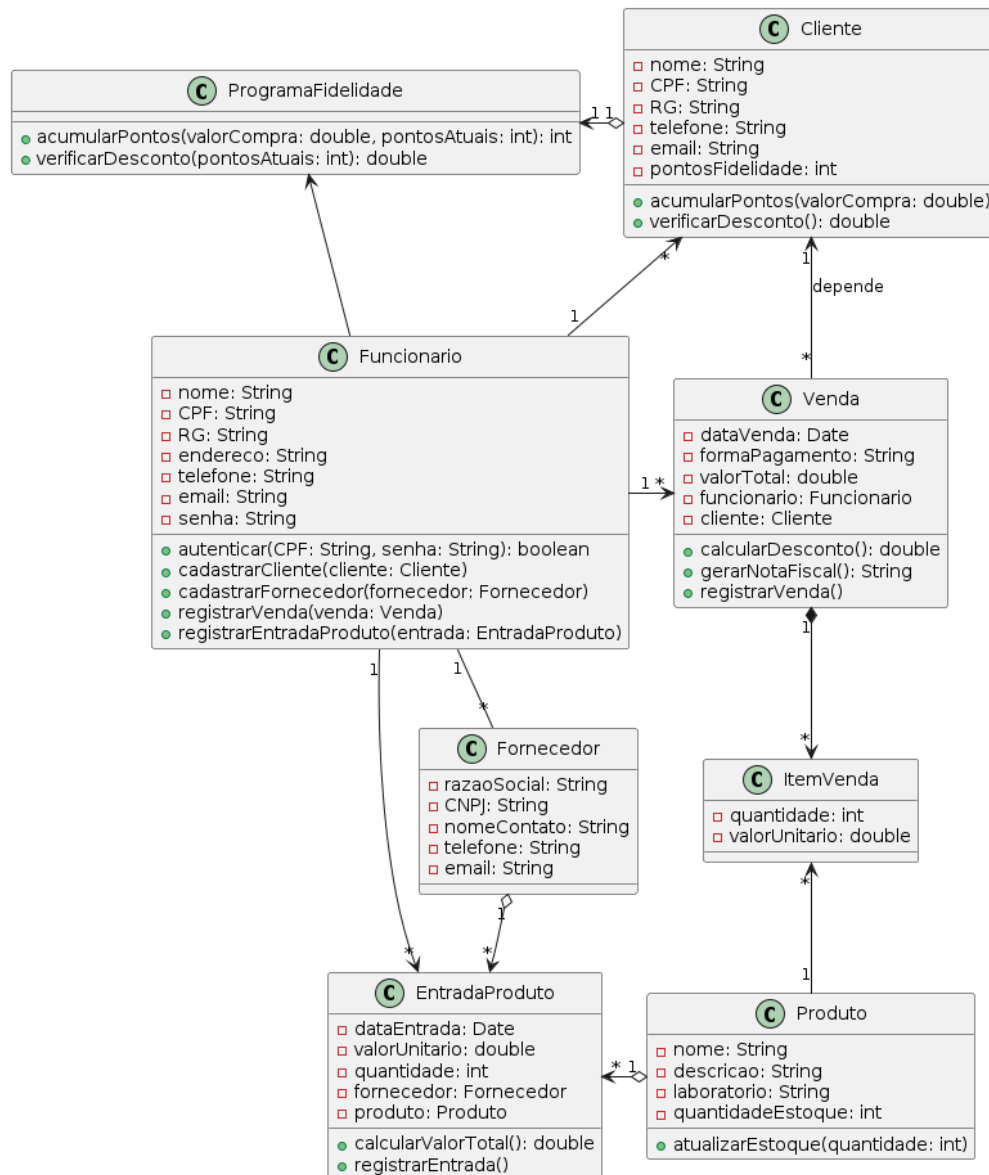 C Cliente
nome: String
CPF: String
RG: String
telefone: String
email: String
pontosFidelidade: int
acumularPontos(valorCompra: double)
verificarDesconto(): double
C ProgramaFidelidade
acumularPontos(valorCompra: double, pontosAtuais: int): int
verificarDesconto(pontosAtuais: int): double
1 1
*
1
1
depende
*
C Funcionario
nome: String
CPF: String
RG: String
endereco: String
telefone: String
email: String
senha: String
autenticar(CPF: String, senha: String): boolean
cadastrarCliente(cliente: Cliente)
cadastrarFornecedor(fornecedor: Fornecedor)
registrarVenda(venda: Venda)
registrarEntradaProduto(entrada: EntradaProduto)
1 *
C Venda
dataVenda: Date
formaPagamento: String
valorTotal: double
funcionario: Funcionario
cliente: Cliente
calcularDesconto(): double
gerarNotaFiscal(): String
registrarVenda()
1
*
1
*
1
*
C Fornecedor
razaoSocial: String
CNPJ: String
nomeContato: String
telefone: String
email: String
C ItemVenda
quantidade: int
valorUnitario: double
1
*
*
1
C EntradaProduto
dataEntrada: Date
valorUnitario: double
quantidade: int
fornecedor: Fornecedor
produto: Produto
calcularValorTotal(): double
registrarEntrada()
* 1
C Produto
nome: String
descricao: String
laboratorio: String
quantidadeEstoque: int
atualizarEstoque(quantidade: int)